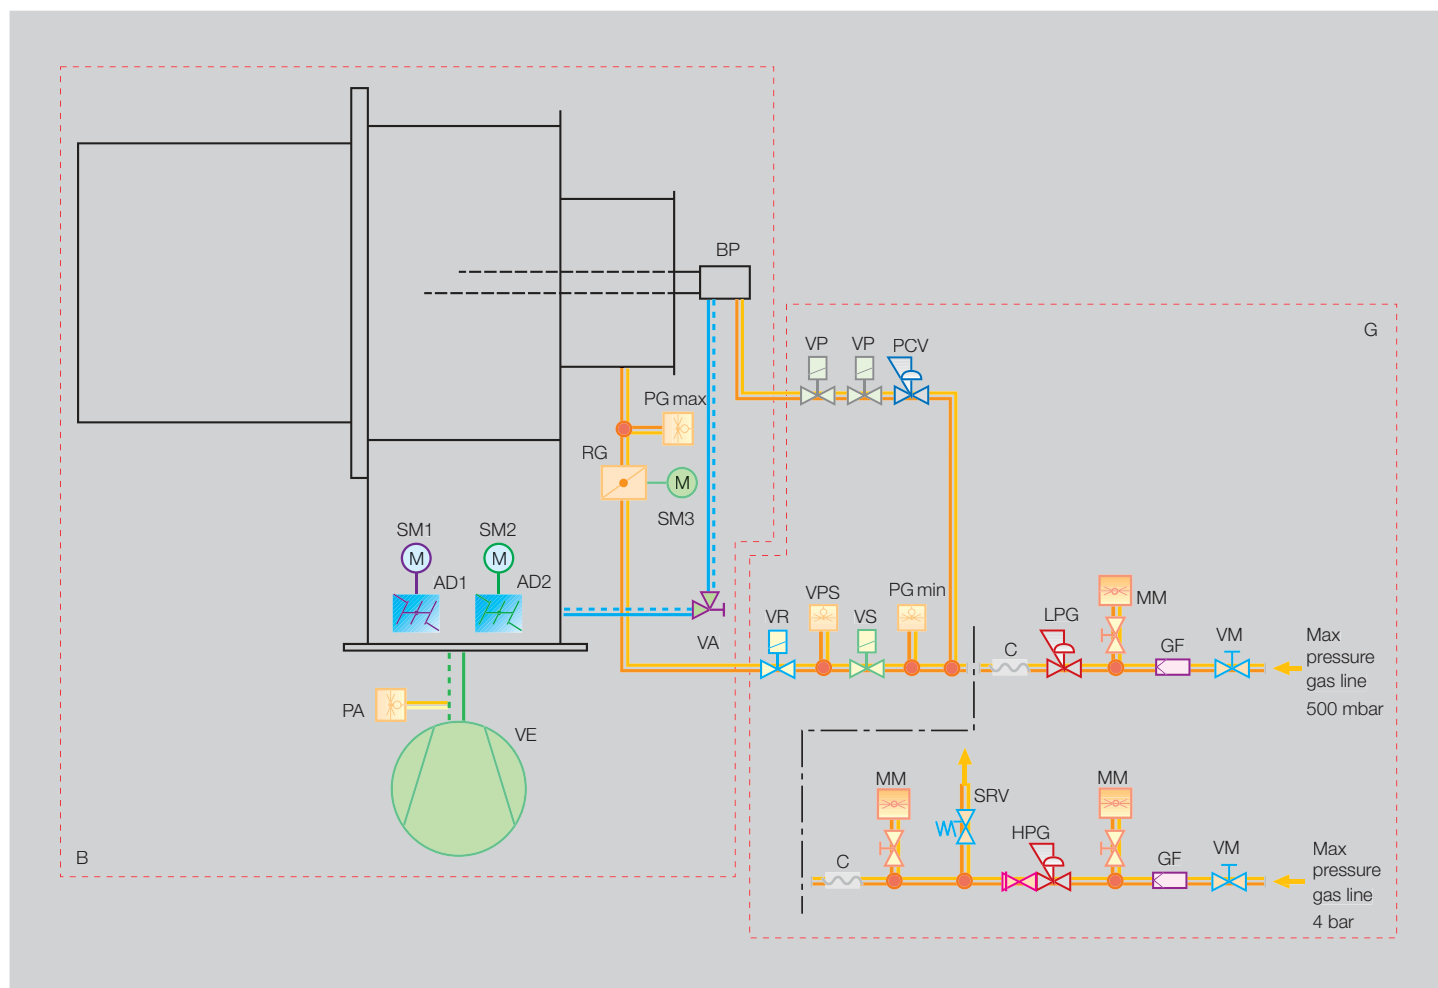 BP
G
VP
VP
PCV
PG max
RG
M
SM3
SM1
SM2
M
M
AD1
AD2
VPS
PG min
VR
VS
VA
LPG
MM
C
GF
VM
Max
pressure
gas line
500 mbar
PA
VE
MM
SRV
MM
HPG
C
GF
VM
Max
pressure
gas line
4 bar
B